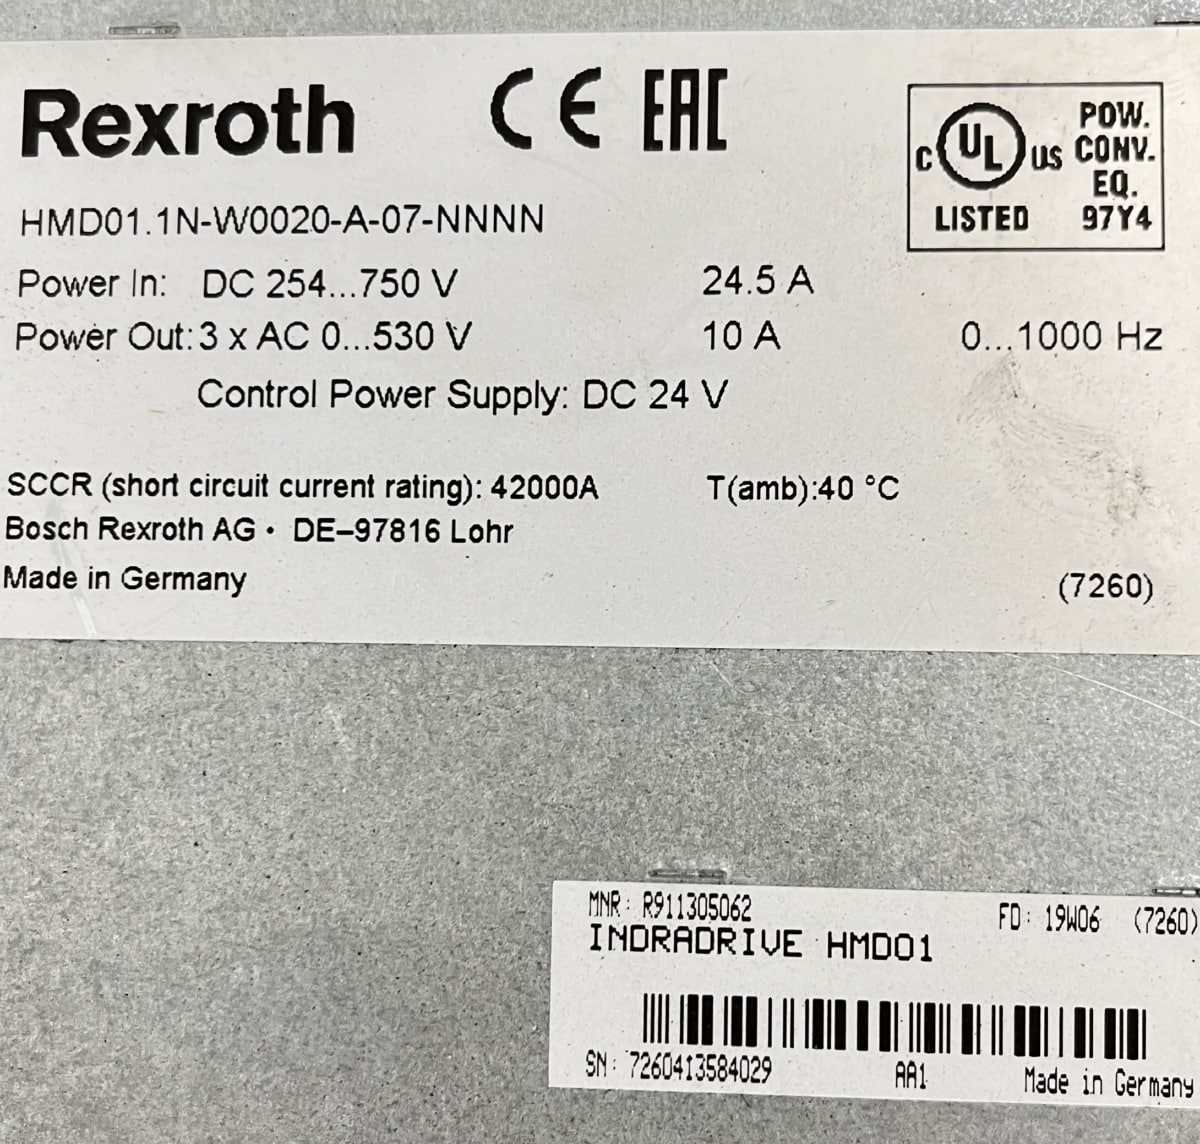 Rexroth CE EAC
POW.
CONV.
EQ.
C UL US
LISTED 97Y4
HMD01.1N-W0020-A-07-NNNN
Power In: DC 254...750 V 24.5 A
Power Out: 3 x AC 0...530 V 10 A 0...1000 Hz
Control Power Supply: DC 24 V
SCCR (short circuit current rating): 42000A T(amb):40 °C
Bosch Rexroth AG • DE–97816 Lohr
Made in Germany (7260)
MNR: R911305062 FD: 19W06 (7260)
INDRADRIVE HMD01
SN: 7260413584029 AA1 Made in Germany